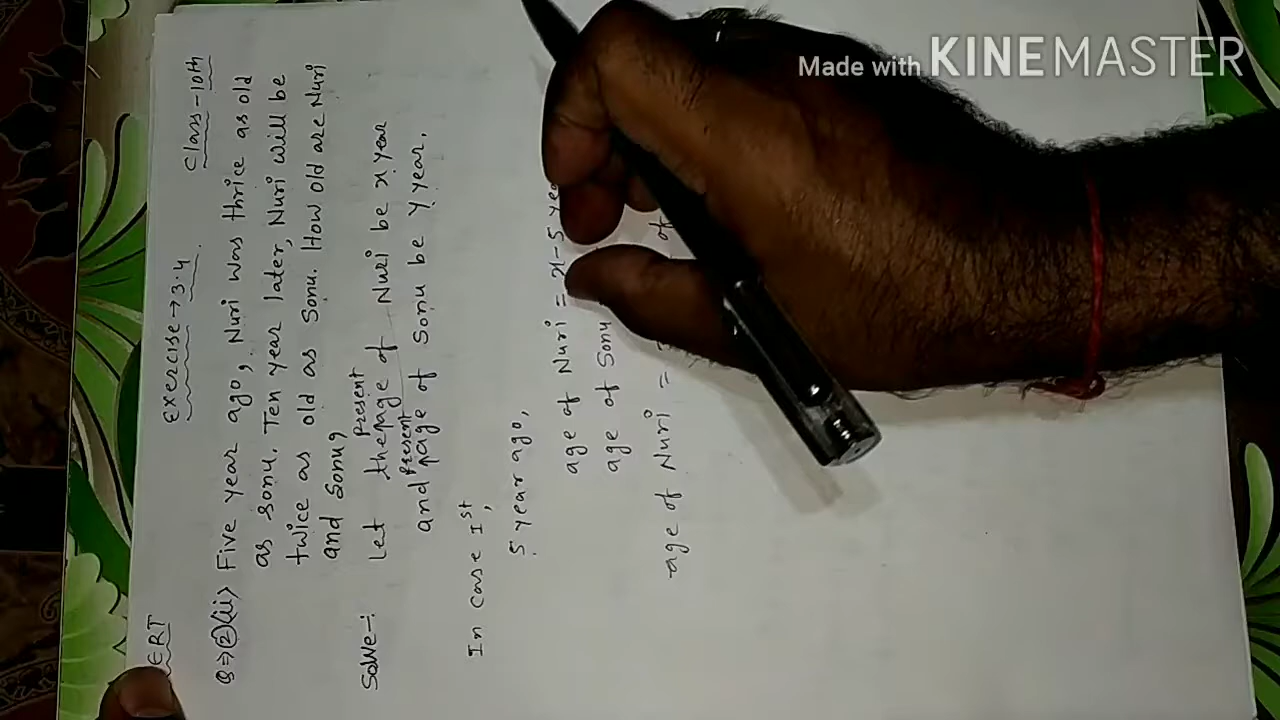 ERT
Exercise → 3.4.
Class-10th
Q⇒②(ii)> Five year ago, Nuri was thrice as old
as sonu. Ten year later, Nuri will be
twice as old as Sonu. How old are Nuri
and Sonu?
Solve-: Let the present age of Nuri be x year
and present age of Sonu be y year.
In case Ist,
5 year ago,
age of Nuri = x-5 ye
age of Sonu
age of Nuri = of
Made with KINEMASTER